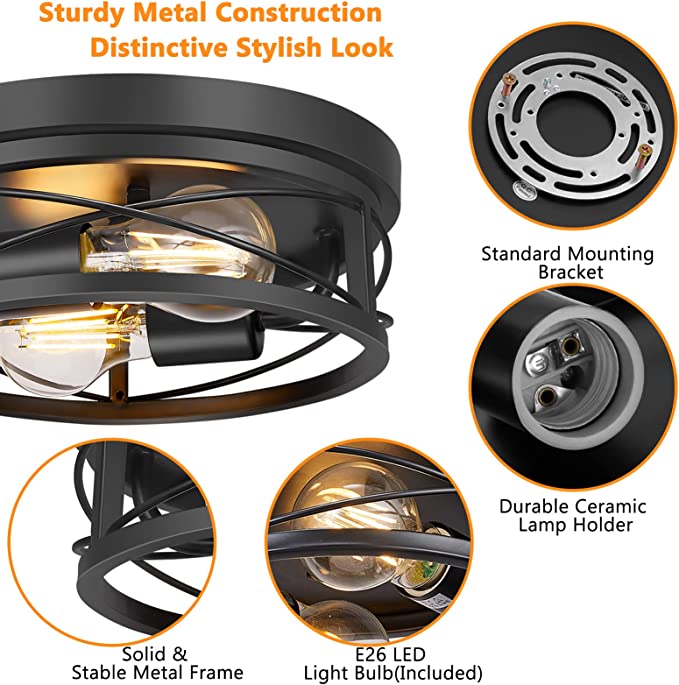 Sturdy Metal Construction
Distinctive Stylish Look
Standard Mounting
Bracket
Durable Ceramic
Lamp Holder
Solid &
Stable Metal Frame
E26 LED
Light Bulb(Included)